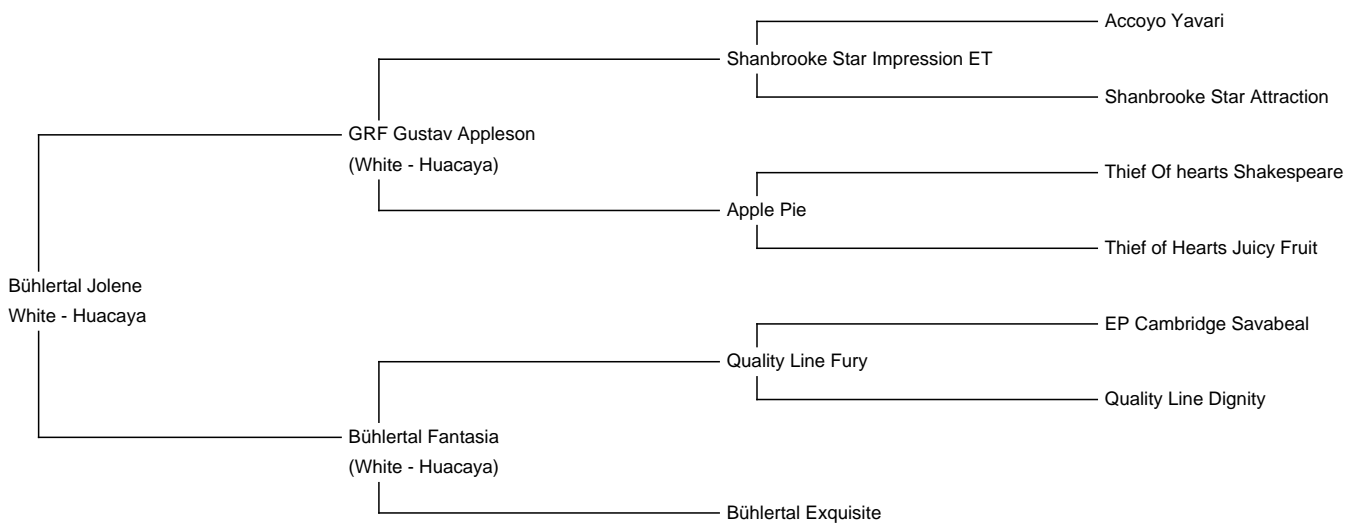 Accoyo Yavari
Shanbrooke Star Impression ET
Shanbrooke Star Attraction
GRF Gustav Appleson
(White - Huacaya)
Thief Of hearts Shakespeare
Apple Pie
Thief of Hearts Juicy Fruit
Bühlertal Jolene
White - Huacaya
EP Cambridge Savabeal
Quality Line Fury
Quality Line Dignity
Bühlertal Fantasia
(White - Huacaya)
Bühlertal Exquisite